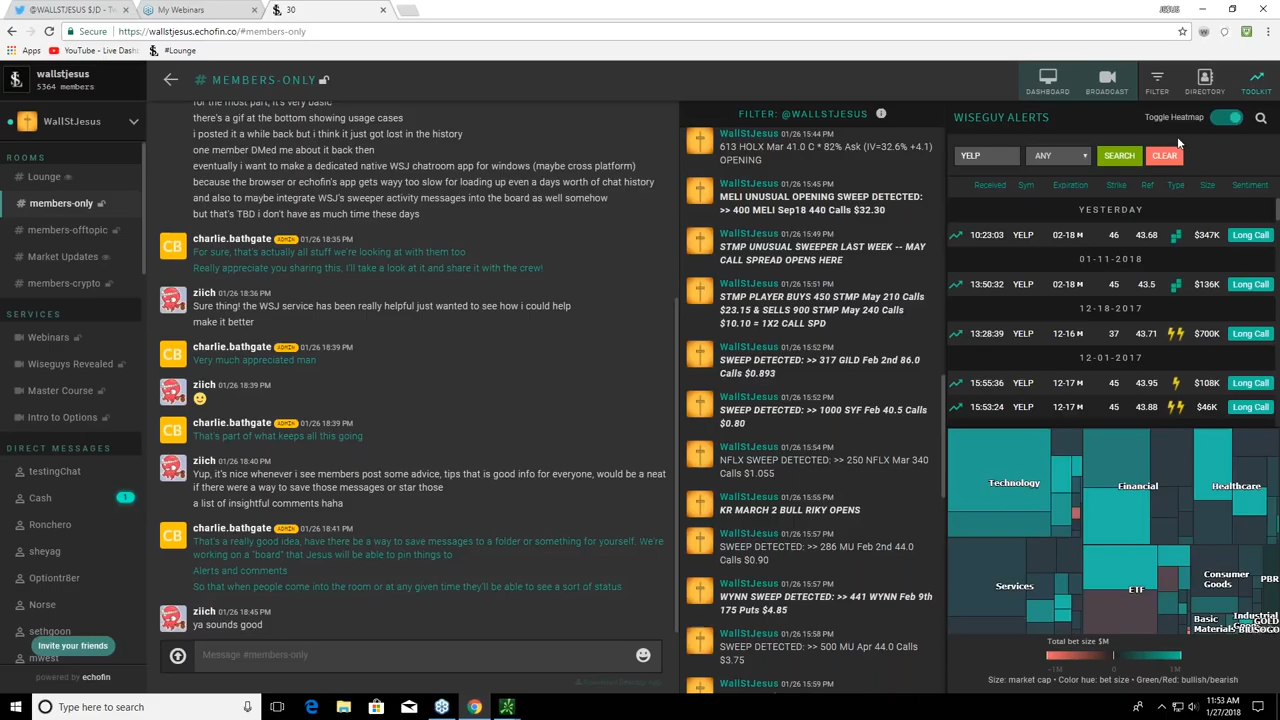 @WALLSTJESUS $JD - Tw
My Webinars
30
JESUS
Secure
https://wallstjesus.echofin.co/#members-only
Apps
YouTube - Live Dashb
#Lounge
wallstjesus
5364 members
# MEMBERS-ONLY
DASHBOARD
BROADCAST
FILTER
DIRECTORY
TOOLKIT
WallStJesus
ROOMS
Lounge
members-only
members-offtopic
Market Updates
members-crypto
SERVICES
Webinars
Wiseguys Revealed
Master Course
Intro to Options
DIRECT MESSAGES
testingChat
Cash
1
Ronchero
sheyag
Optiontr8er
Norse
sethgoon
Invite your friends
mwest
powered by echofin
for the most part, it's very basic
there's a gif at the bottom showing usage cases
i posted it a while back but i think it just got lost in the history
one member DMed me about it back then
eventually i want to make a dedicated native WSJ chatroom app for windows (maybe cross platform)
because the browser or echofin's app gets wayy too slow for loading up even a days worth of chat history
and also to maybe integrate WSJ's sweeper activity messages into the board as well somehow
but that's TBD i don't have as much time these days
CB
charlie.bathgate ADMIN 01/26 18:35 PM
For sure, that's actually all stuff we're looking at with them too
Really appreciate you sharing this, I'll take a look at it and share it with the crew!
ziich 01/26 18:36 PM
Sure thing! the WSJ service has been really helpful just wanted to see how i could help
make it better
CB
charlie.bathgate ADMIN 01/26 18:39 PM
Very much appreciated man
ziich 01/26 18:39 PM
CB
charlie.bathgate ADMIN 01/26 18:39 PM
That's part of what keeps all this going
ziich 01/26 18:40 PM
Yup, it's nice whenever i see members post some advice, tips that is good info for everyone, would be a neat
if there were a way to save those messages or star those
a list of insightful comments haha
CB
charlie.bathgate ADMIN 01/26 18:41 PM
That's a really good idea, have there be a way to save messages to a folder or something for yourself. We're
working on a "board" that Jesus will be able to pin things to
Alerts and comments
So that when people come into the room or at any given time they'll be able to see a sort of status.
ziich 01/26 18:45 PM
ya sounds good
Message #members-only
FILTER: @WALLSTJESUS
WallStJesus 01/26 15:44 PM
613 HOLX Mar 41.0 C * 82% Ask (IV=32.6% +4.1)
OPENING
WallStJesus 01/26 15:45 PM
MELI UNUSUAL OPENING SWEEP DETECTED:
>> 400 MELI Sep18 440 Calls $32.30
WallStJesus 01/26 15:49 PM
STMP UNUSUAL SWEEPER LAST WEEK -- MAY
CALL SPREAD OPENS HERE
WallStJesus 01/26 15:51 PM
STMP PLAYER BUYS 450 STMP May 210 Calls
$23.15 & SELLS 900 STMP May 240 Calls
$10.10 = 1X2 CALL SPD
WallStJesus 01/26 15:52 PM
SWEEP DETECTED: >> 317 GILD Feb 2nd 86.0
Calls $0.893
WallStJesus 01/26 15:52 PM
SWEEP DETECTED: >> 1000 SYF Feb 40.5 Calls
$0.80
WallStJesus 01/26 15:54 PM
NFLX SWEEP DETECTED: >> 250 NFLX Mar 340
Calls $1.055
WallStJesus 01/26 15:55 PM
KR MARCH 2 BULL RIKY OPENS
WallStJesus 01/26 15:57 PM
SWEEP DETECTED: >> 286 MU Feb 2nd 44.0
Calls $0.90
WallStJesus 01/26 15:57 PM
WYNN SWEEP DETECTED: >> 441 WYNN Feb 9th
175 Puts $4.85
WallStJesus 01/26 15:58 PM
SWEEP DETECTED: >> 500 MU Apr 44.0 Calls
$3.75
WallStJesus 01/26 15:59 PM
WISEGUY ALERTS
Toggle Heatmap
YELP
ANY
SEARCH
CLEAR
Received Sym Expiration Strike Ref Type Size Sentiment
YESTERDAY
10:23:03 YELP 02-18 M 46 43.68 $347K Long Call
01-11-2018
13:50:32 YELP 02-18 M 45 43.5 $136K Long Call
12-18-2017
13:28:39 YELP 12-16 M 37 43.71 $700K Long Call
12-01-2017
15:55:36 YELP 12-17 M 45 43.95 $108K Long Call
15:53:24 YELP 12-17 M 45 43.88 $46K Long Call
Technology
Financial
Healthcare
Services
ETF
Consumer
Goods
PBR
Basic
Materials
Industrial
GOLD
Total bet size $M
-1M 0 1M
Size: market cap • Color hue: bet size • Green/Red: bullish/bearish
Type here to search
11:53 AM
1/27/2018